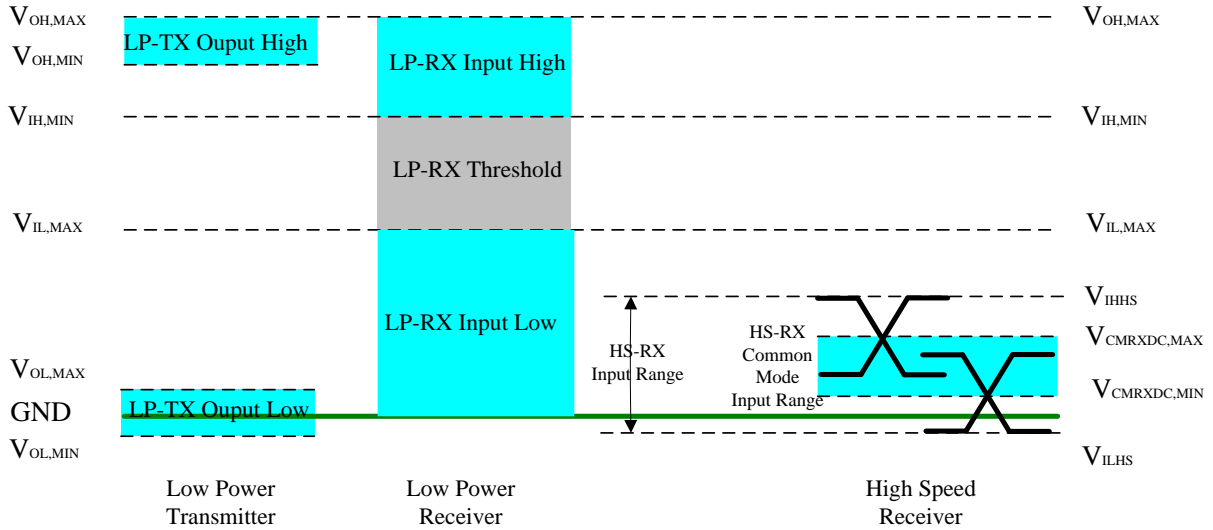 V_OH,MAX
V_OH,MAX
LP-TX Ouput High
V_OH,MIN
LP-RX Input High
V_IH,MIN
V_IH,MIN
LP-RX Threshold
V_IL,MAX
V_IL,MAX
V_IHHS
LP-RX Input Low
HS-RX
Input Range
HS-RX
Common
Mode
Input Range
V_CMRXDC,MAX
V_OL,MAX
V_CMRXDC,MIN
GND
LP-TX Ouput Low
V_OL,MIN
V_ILHS
Low Power
Transmitter
Low Power
Receiver
High Speed
Receiver